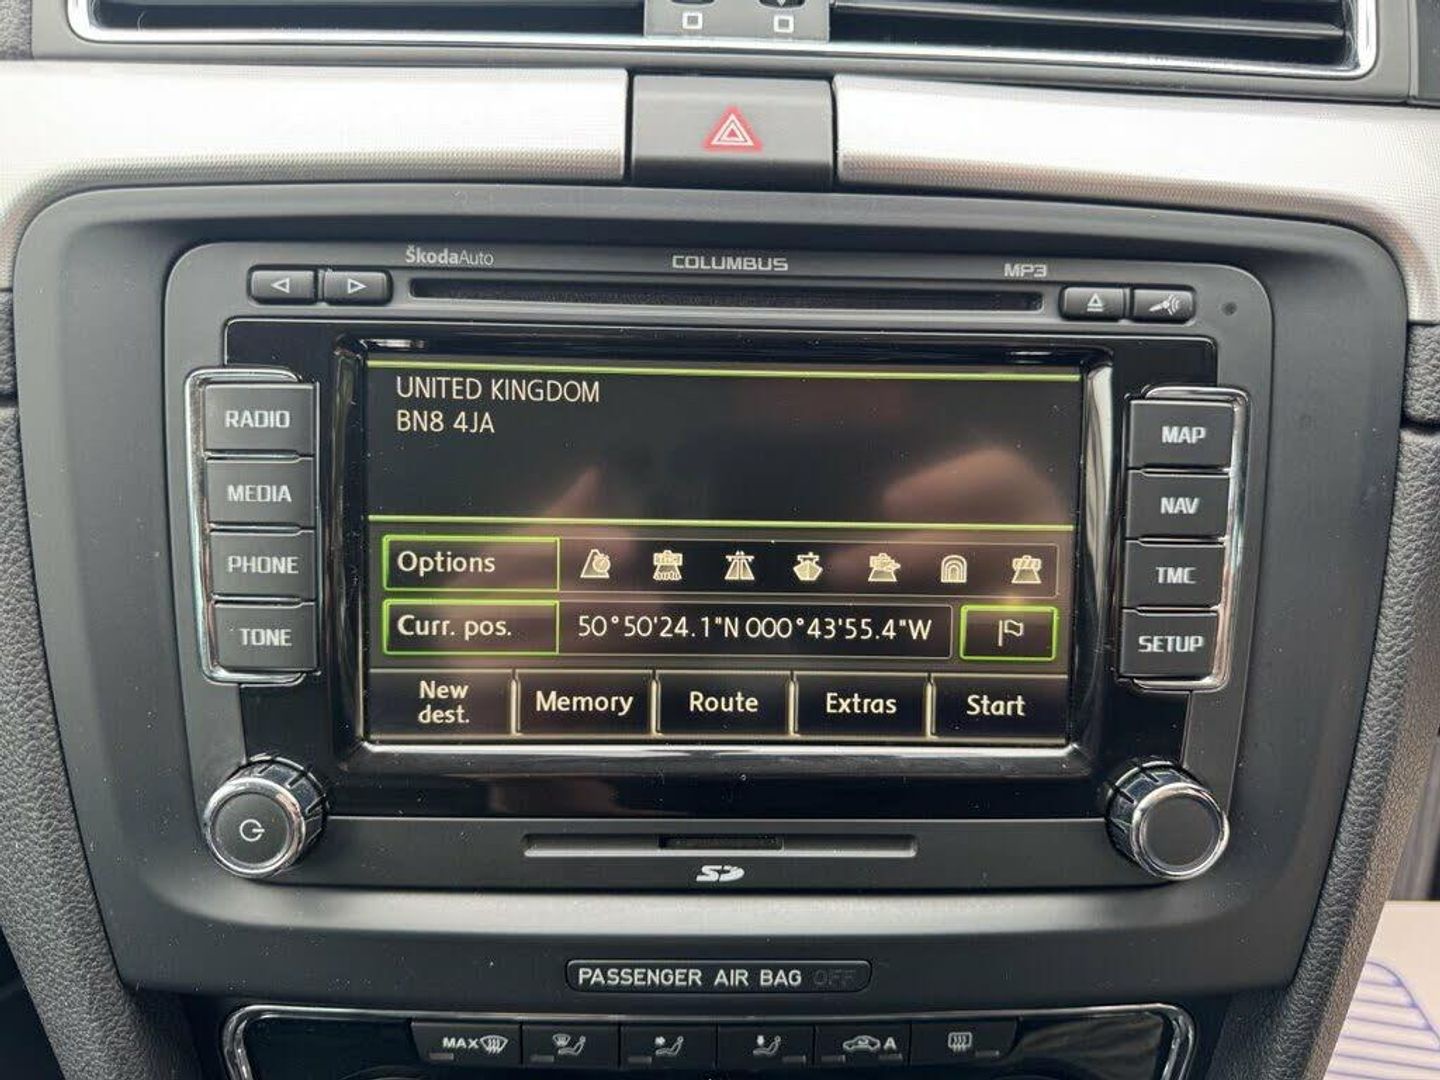 ŠkodaAuto COLUMBUS MP3
UNITED KINGDOM
BN8 4JA
RADIO
MEDIA
PHONE
TONE
Options
Curr. pos. 50°50'24.1"N 000°43'55.4"W
New dest. Memory Route Extras Start
MAP
NAV
TMC
SETUP
SD
PASSENGER AIR BAG OFF
MAX A